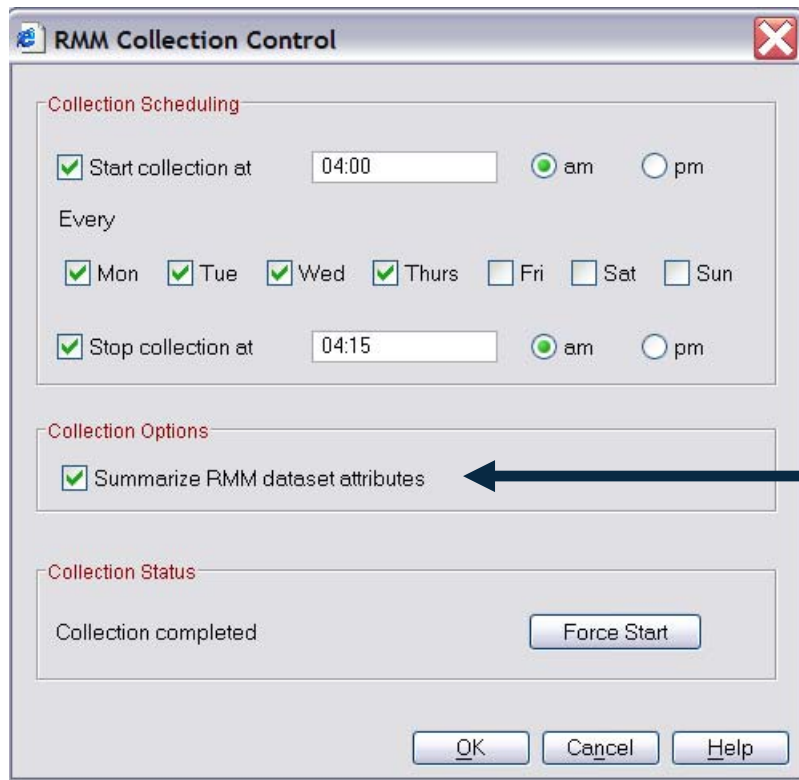 RMM Collection Control
Collection Scheduling
Start collection at 04:00 am pm
Every
Mon Tue Wed Thurs Fri Sat Sun
Stop collection at 04:15 am pm
Collection Options
Summarize RMM dataset attributes
Collection Status
Collection completed Force Start
OK Cancel Help